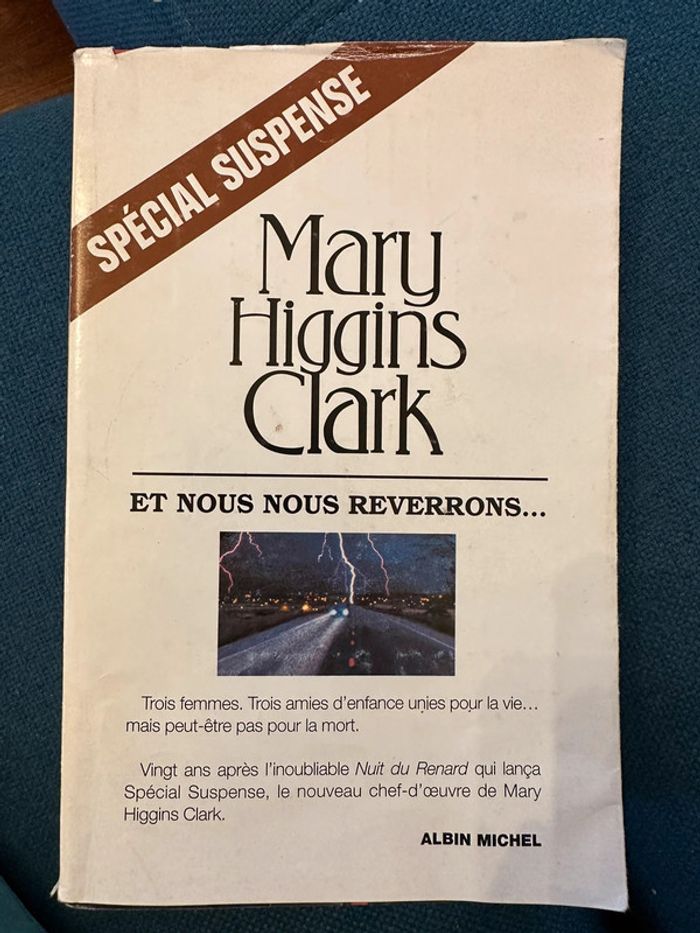 SPÉCIAL SUSPENSE
Mary
Higgins
Clark
ET NOUS NOUS REVERRONS...
Trois femmes. Trois amies d'enfance unies pour la vie...
mais peut-être pas pour la mort.
Vingt ans après l'inoubliable Nuit du Renard qui lança
Spécial Suspense, le nouveau chef-d'œuvre de Mary
Higgins Clark.
ALBIN MICHEL